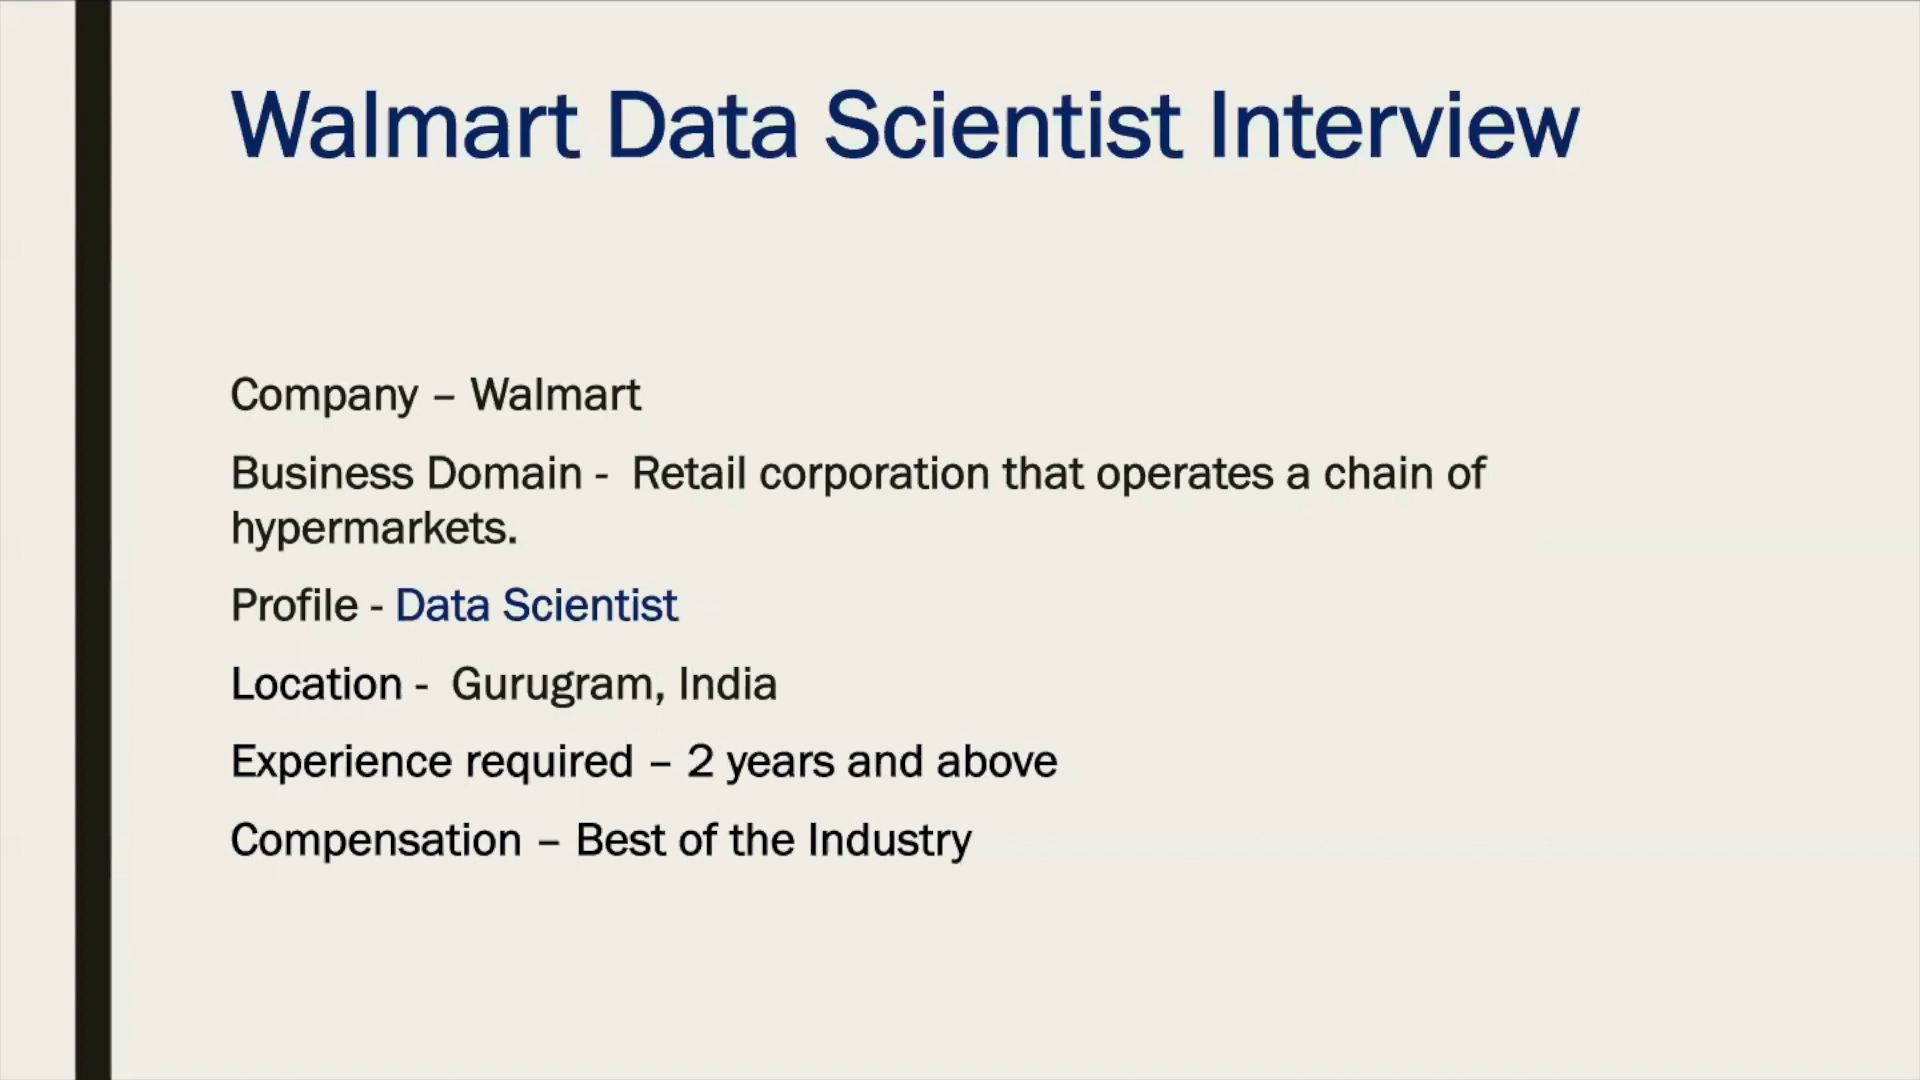 Walmart Data Scientist Interview
Company – Walmart
Business Domain -  Retail corporation that operates a chain of
hypermarkets.
Profile - Data Scientist
Location -  Gurugram, India
Experience required – 2 years and above
Compensation – Best of the Industry